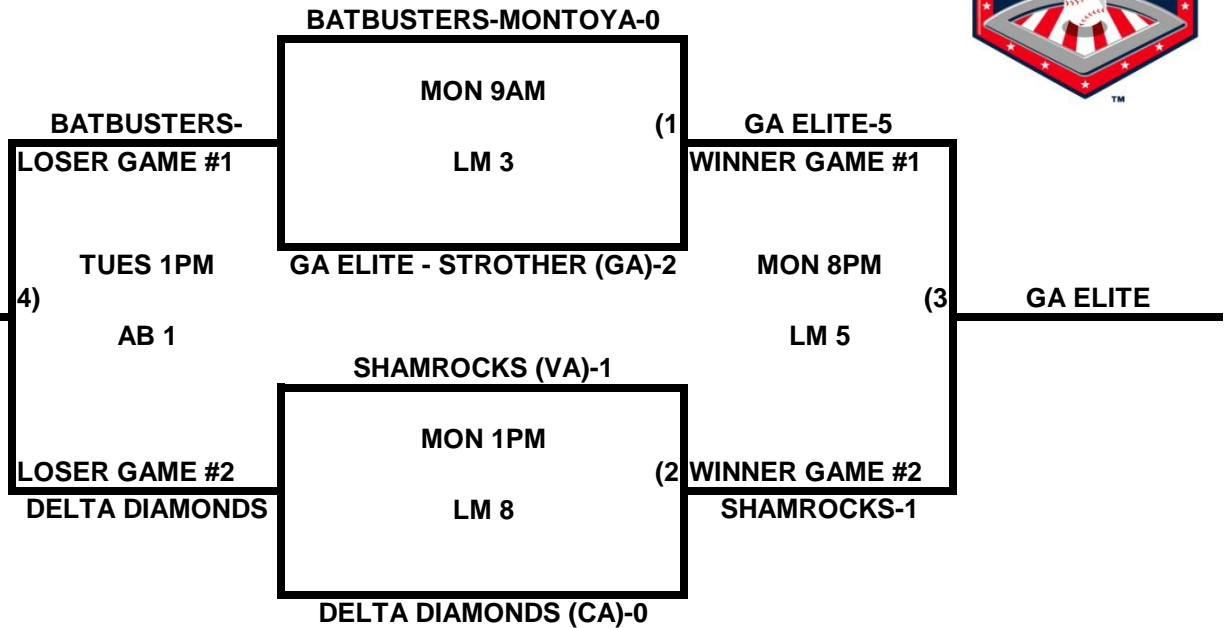 BATBUSTERS-MONTOYA-0
MON 9AM
TM
BATBUSTERS-
(1
GA ELITE-5
LOSER GAME #1
LM 3
WINNER GAME #1
TUES 1PM
GA ELITE - STROTHER (GA)-2
MON 8PM
4)
(3
GA ELITE
AB 1
LM 5
SHAMROCKS (VA)-1
MON 1PM
LOSER GAME #2
(2
WINNER GAME #2
DELTA DIAMONDS
LM 8
SHAMROCKS-1
DELTA DIAMONDS (CA)-0